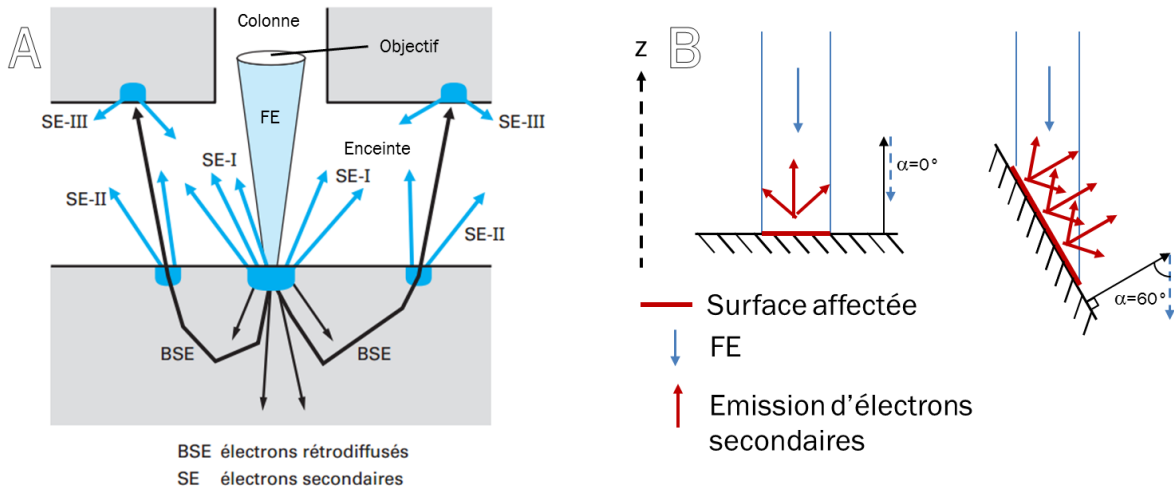 A
Colonne
Objectif
FE
SE-III
SE-III
Enceinte
SE-I
SE-I
SE-II
SE-II
BSE
BSE
BSE électrons rétrodiffusés
SE électrons secondaires
B
z
α=0°
α=60°
Surface affectée
FE
Emission d'électrons
secondaires